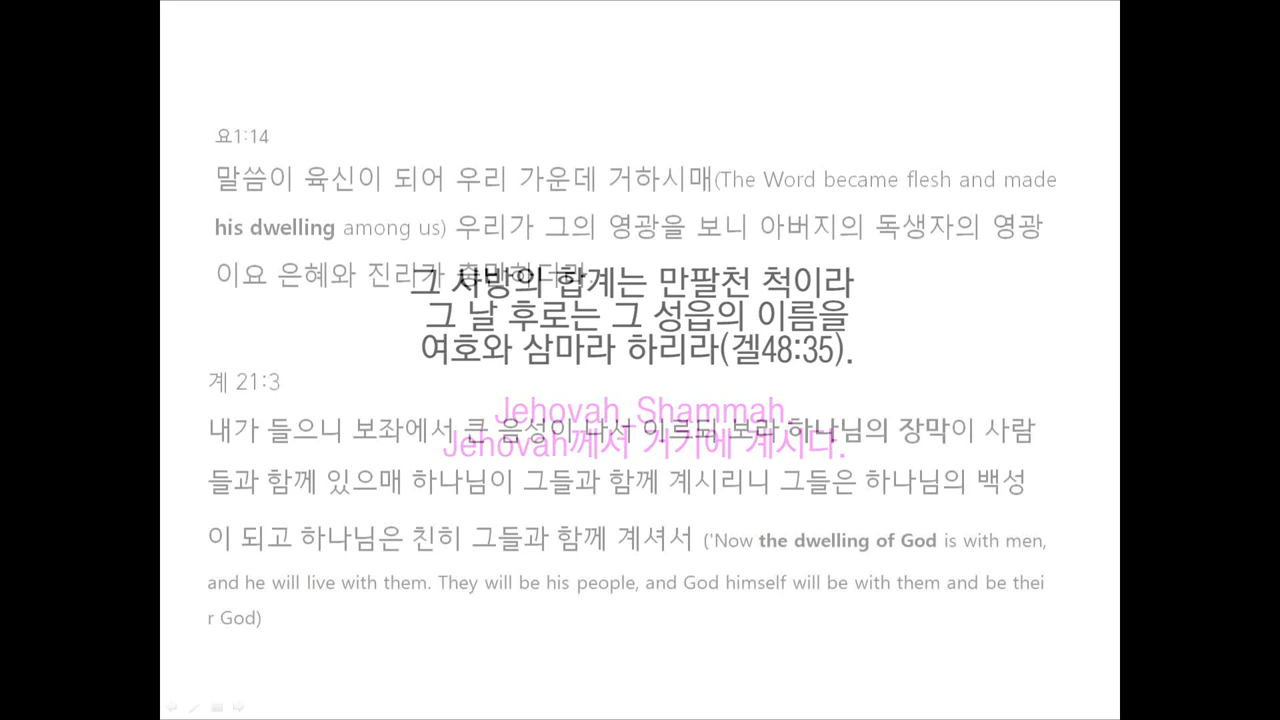 요1:14
말씀이 육신이 되어 우리 가운데 거하시매(The Word became flesh and made
his dwelling among us) 우리가 그의 영광을 보니 아버지의 독생자의 영광
이요 은혜와 진리가 충만하더라.
그 사방의 합계는 만팔천 척이라
그 날 후로는 그 성읍의 이름을
여호와 삼마라 하리라(겔48:35).
계 21:3
Jehovah Shammah.
내가 들으니 보좌에서 큰 음성이 나서 이르되 보라 하나님의 장막이 사람
Jehovah께서 거기에 계시다.
들과 함께 있으매 하나님이 그들과 함께 계시리니 그들은 하나님의 백성
이 되고 하나님은 친히 그들과 함께 계셔서 ('Now the dwelling of God is with men,
and he will live with them. They will be his people, and God himself will be with them and be thei
r God)